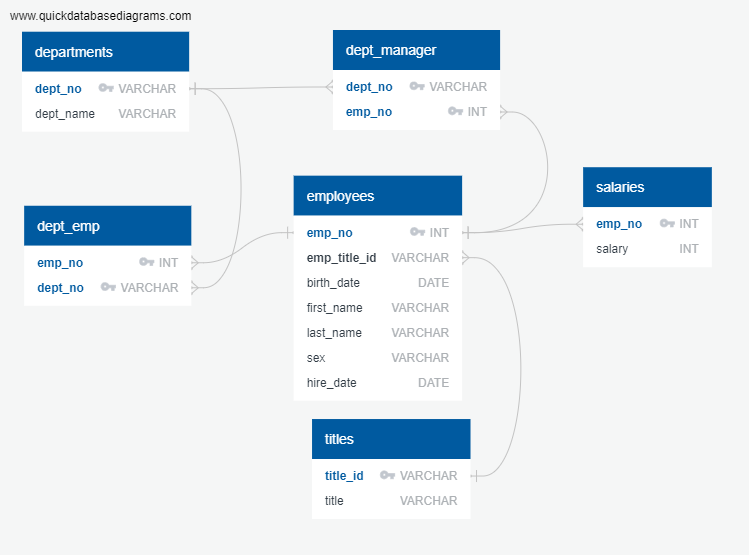 www.quickdatabasediagrams.com
departments
dept_no VARCHAR
dept_name VARCHAR
dept_manager
dept_no VARCHAR
emp_no INT
dept_emp
emp_no INT
dept_no VARCHAR
employees
emp_no INT
emp_title_id VARCHAR
birth_date DATE
first_name VARCHAR
last_name VARCHAR
sex VARCHAR
hire_date DATE
salaries
emp_no INT
salary INT
titles
title_id VARCHAR
title VARCHAR